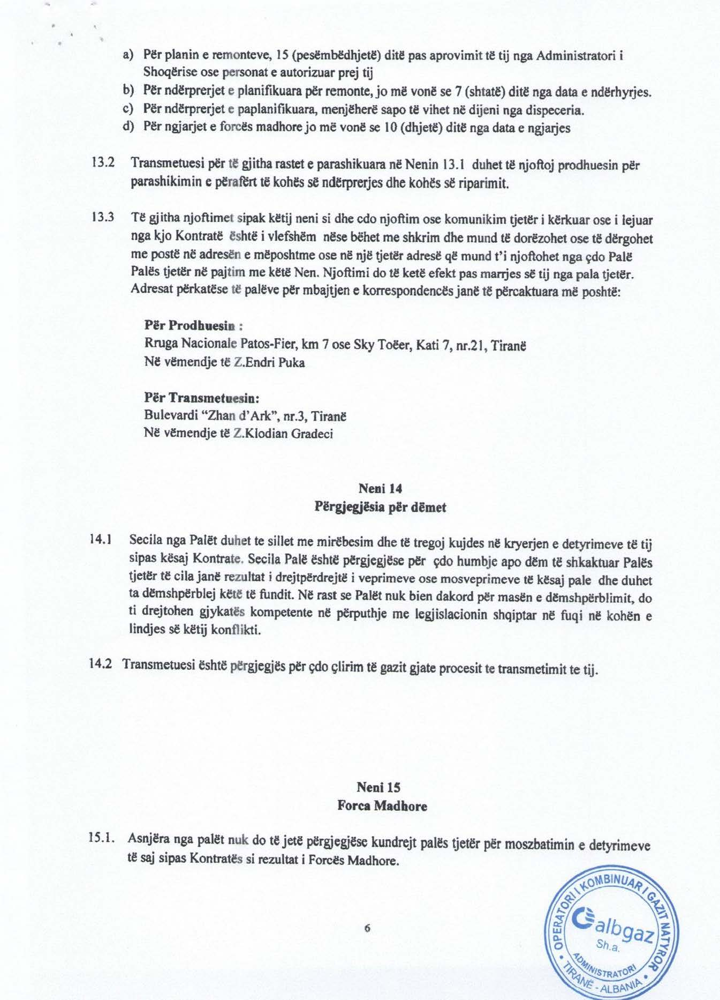 a) Për planin e remonteve, 15 (pesëmbëdhjetë) ditë pas aprovimit të tij nga Administratori i
Shoqërise ose personat e autorizuar prej tij
b) Për ndërprerjet e planifikuara për remonte, jo më vonë se 7 (shtatë) ditë nga data e ndërhyrjes.
c) Për ndërprerjet e paplanifikuara, menjëherë sapo të vihet në dijeni nga dispeceria.
d) Për ngjarjet e forcës madhore jo më vonë se 10 (dhjetë) ditë nga data e ngjarjes
13.2 Transmetuesi për të gjitha rastet e parashikuara në Nenin 13.1 duhet të njoftoj prodhuesin për
parashikimin e përafërt të kohës së ndërprerjes dhe kohës së riparimit.
13.3 Të gjitha njoftimet sipak këtij neni si dhe cdo njoftim ose komunikim tjetër i kërkuar ose i lejuar
nga kjo Kontratë është i vlefshëm nëse bëhet me shkrim dhe mund të dorëzohet ose të dërgohet
me postë në adresën e mëposhtme ose në një tjetër adresë që mund t'i njoftohet nga çdo Palë
Palës tjetër në pajtim me këtë Nen. Njoftimi do të ketë efekt pas marrjes së tij nga pala tjetër.
Adresat përkatëse të palëve për mbajtjen e korrespondencës janë të përcaktuara më poshtë:
Për Prodhuesin :
Rruga Nacionale Patos-Fier, km 7 ose Sky Toëer, Kati 7, nr.21, Tiranë
Në vëmendje të Z.Endri Puka
Për Transmetuesin:
Bulevardi "Zhan d'Ark", nr.3, Tiranë
Në vëmendje të Z.Klodian Gradeci
Neni 14
Përgjegjësia për dëmet
14.1 Secila nga Palët duhet te sillet me mirëbesim dhe të tregoj kujdes në kryerjen e detyrimeve të tij
sipas kësaj Kontrate. Secila Palë është përgjegjëse për çdo humbje apo dëm të shkaktuar Palës
tjetër të cila janë rezultat i drejtpërdrejtë i veprimeve ose mosveprimeve të kësaj pale dhe duhet
ta dëmshpërblej këtë të fundit. Në rast se Palët nuk bien dakord për masën e dëmshpërblimit, do
ti drejtohen gjykatës kompetente në përputhje me legjislacionin shqiptar në fuqi në kohën e
lindjes së këtij konflikti.
14.2 Transmetuesi është përgjegjës për çdo çlirim të gazit gjate procesit te transmetimit te tij.
Neni 15
Forca Madhore
15.1. Asnjëra nga palët nuk do të jetë përgjegjëse kundrejt palës tjetër për moszbatimin e detyrimeve
të saj sipas Kontratës si rezultat i Forcës Madhore.
6
OPERATORI I KOMBINUAR I GAZIT NATYROR
albgaz
Sh.a.
ADMINISTRATORI
TIRANË - ALBANIA